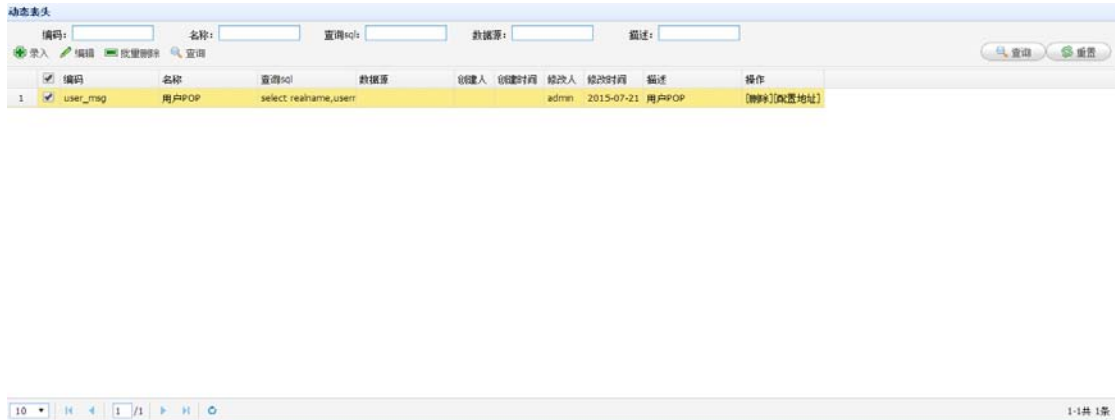 动态表头
编码: 名称: 查询sql: 数据源: 描述:
录入 编辑 批量删除 查询 查询 重置
编码 名称 查询sql 数据源 创建人 创建时间 修改人 修改时间 描述 操作
1 user_msg 用户POP select realname,userr admin 2015-07-21 用户POP [删除][配置地址]
10 1 /1 1-1共 1条